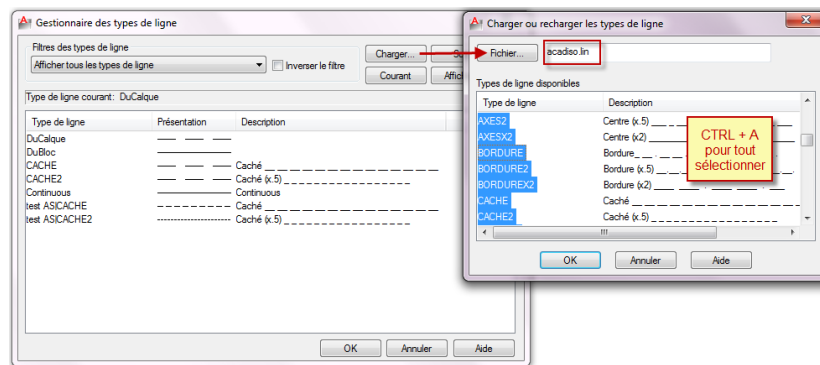 Gestionnaire des types de ligne
Filtres des types de ligne
Afficher tous les types de ligne
Inverser le filtre
Charger...
Courant
Type de ligne courant: DuCalque
Type de ligne Présentation Description
DuCalque
DuBloc
CACHE Caché
CACHE2 Caché (x.5)
Continuous Continuous
test ASICACHE Caché
test ASICACHE2 Caché (x.5)
OK Annuler Aide
Charger ou recharger les types de ligne
Fichier... acadiso.lin
Types de ligne disponibles
Type de ligne Description
AXES2 Centre (x.5)
AXESX2 Centre (x2)
BORDURE Bordure
BORDURE2 Bordure (x.5)
BORDUREX2 Bordure (x2)
CACHE Caché
CACHE2 Caché (x.5)
CTRL + A
pour tout
sélectionner
OK Annuler Aide